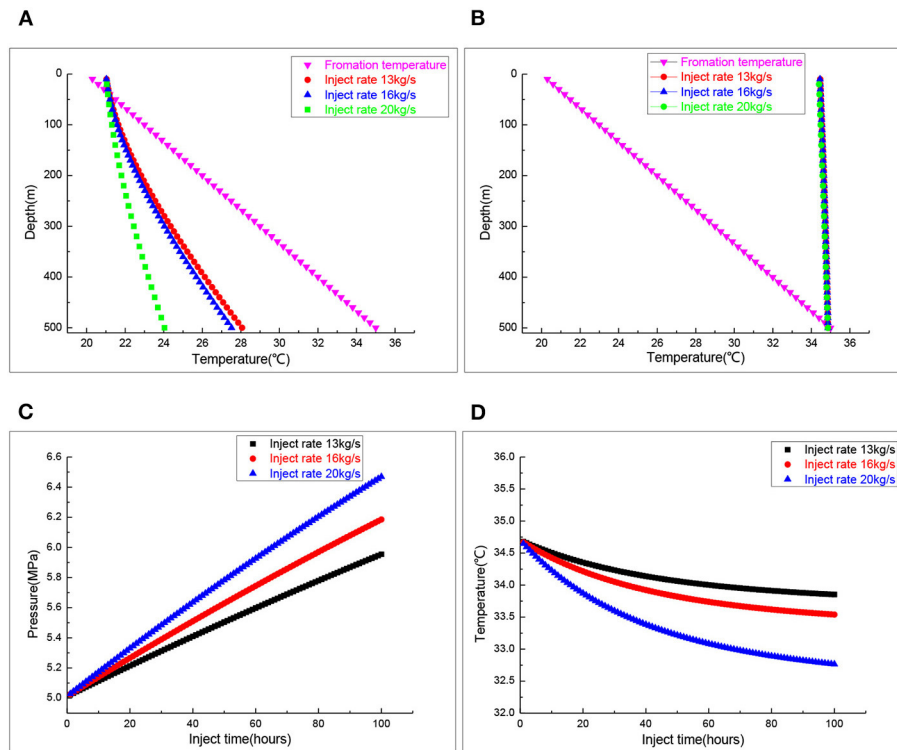 A
Fromation temperature
Inject rate 13kg/s
Inject rate 16kg/s
Inject rate 20kg/s
0
100
200
300
400
500
Depth(m)
20 22 24 26 28 30 32 34 36
Temperature(℃)
B
Fromation temperature
Inject rate 13kg/s
Inject rate 16kg/s
Inject rate 20kg/s
0
100
200
300
400
500
Depth(m)
20 22 24 26 28 30 32 34 36
Temperature(℃)
C
Inject rate 13kg/s
Inject rate 16kg/s
Inject rate 20kg/s
6.6
6.4
6.2
6.0
5.8
5.6
5.4
5.2
5.0
Pressure(MPa)
0 20 40 60 80 100
Inject time(hours)
D
Inject rate 13kg/s
Inject rate 16kg/s
Inject rate 20kg/s
36.0
35.5
35.0
34.5
34.0
33.5
33.0
32.5
32.0
Temperature(℃)
0 20 40 60 80 100
Inject time(hours)